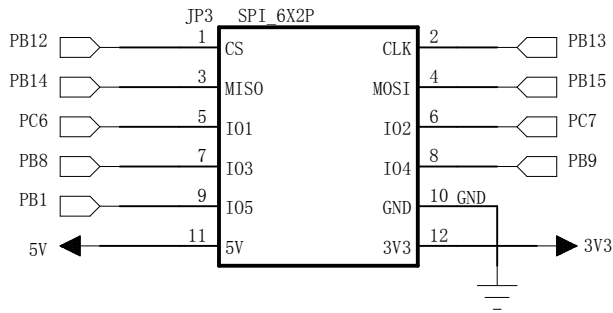 JP3 SPI_6X2P
PB12 1 CS CLK 2 PB13
PB14 3 MISO MOSI 4 PB15
PC6 5 IO1 IO2 6 PC7
PB8 7 IO3 IO4 8 PB9
PB1 9 IO5 GND 10 GND
5V 11 5V 3V3 12 3V3